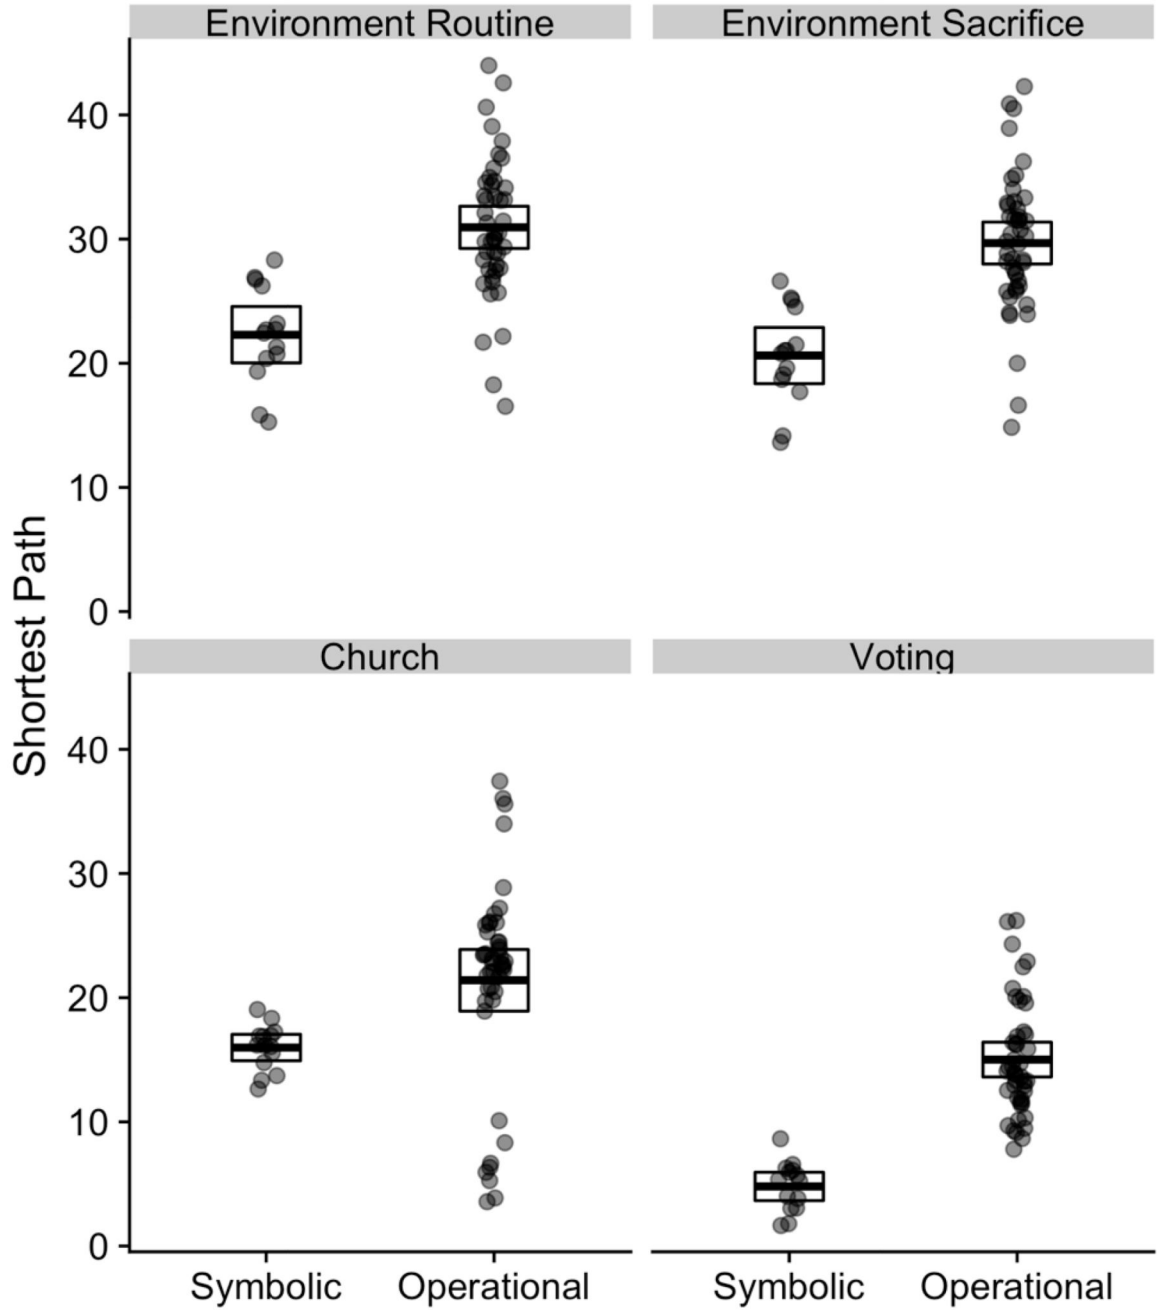 Environment Routine
Environment Sacrifice
40
30
20
10
0
Shortest Path
Church
Voting
40
30
20
10
0
Symbolic
Operational
Symbolic
Operational